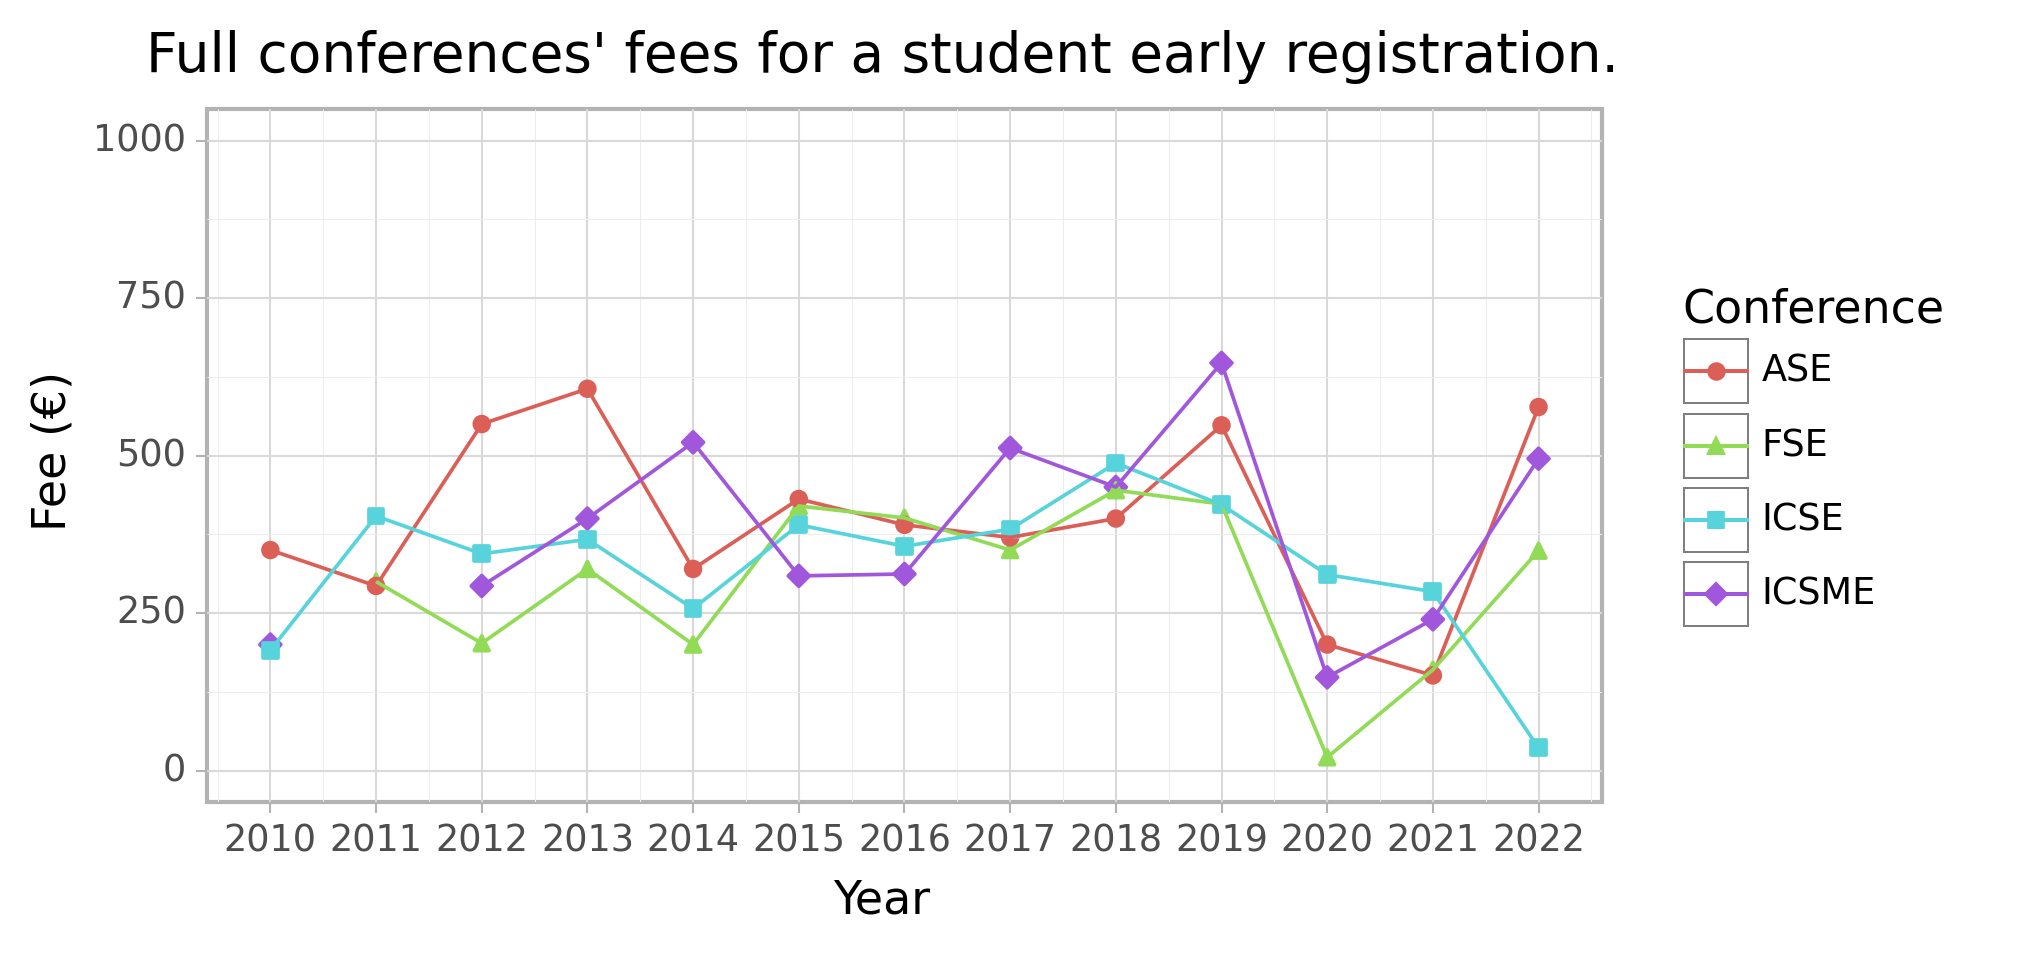 Full conferences' fees for a student early registration.
1000
750
500
250
0
Fee (€)
2010 2011 2012 2013 2014 2015 2016 2017 2018 2019 2020 2021 2022
Year
Conference
ASE
FSE
ICSE
ICSME